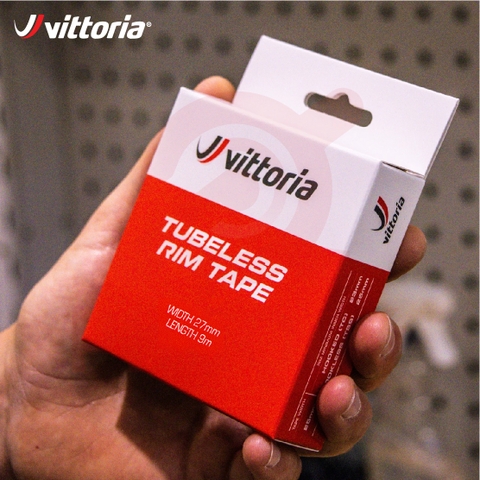 vittoria®
vittoria
TUBELESS
RIM TAPE
WIDTH: 27mm
LENGTH: 9m
vittoria